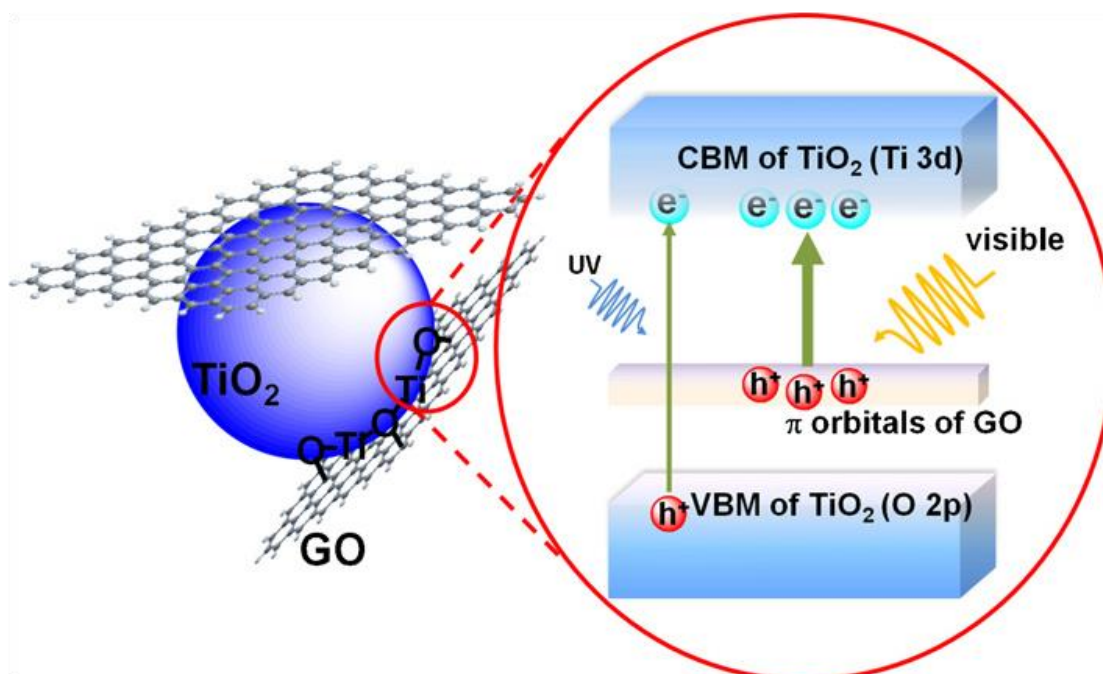 TiO₂
O
Ti
O
O-Ti
GO
CBM of TiO₂ (Ti 3d)
e⁻ e⁻ e⁻ e⁻
UV
visible
h⁺ h⁺ h⁺
π orbitals of GO
h⁺ VBM of TiO₂ (O 2p)